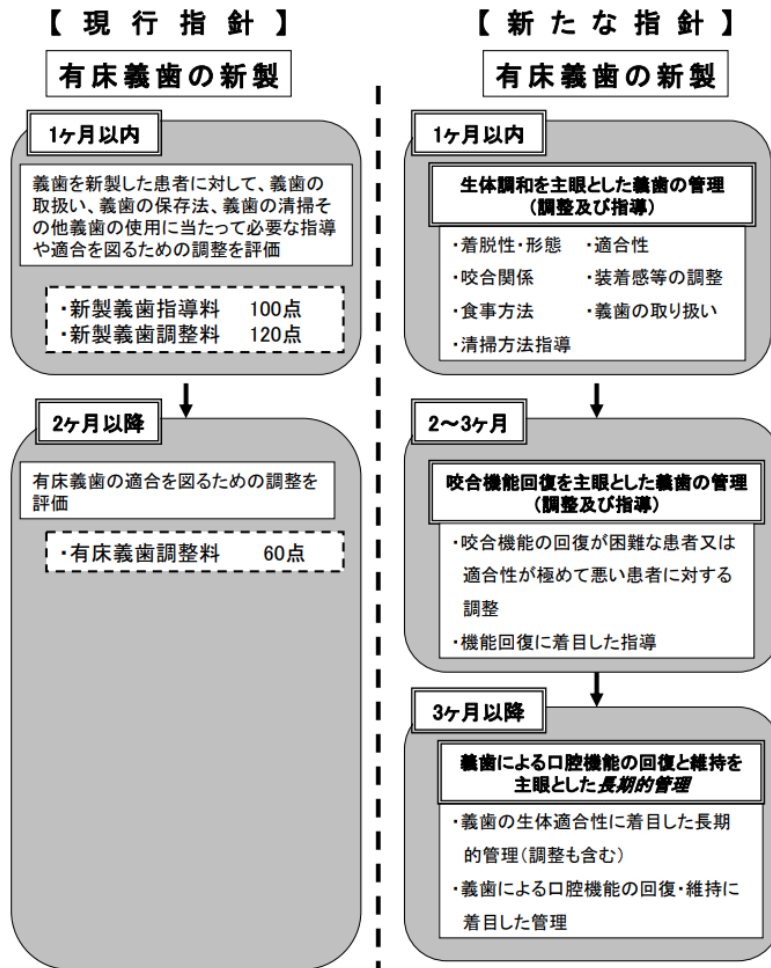 【現行指針】
有床義歯の新製
1ヶ月以内
義歯を新製した患者に対して、義歯の
取扱い、義歯の保存法、義歯の清掃そ
の他義歯の使用に当たって必要な指導
や適合を図るための調整を評価
・新製義歯指導料 100点
・新製義歯調整料 120点
2ヶ月以降
有床義歯の適合を図るための調整を
評価
・有床義歯調整料 60点
【新たな指針】
有床義歯の新製
1ヶ月以内
生体調和を主眼とした義歯の管理
(調整及び指導)
・着脱性・形態 ・適合性
・咬合関係 ・装着感等の調整
・食事方法 ・義歯の取り扱い
・清掃方法指導
2～3ヶ月
咬合機能回復を主眼とした義歯の管理
(調整及び指導)
・咬合機能の回復が困難な患者又は
適合性が極めて悪い患者に対する
調整
・機能回復に着目した指導
3ヶ月以降
義歯による口腔機能の回復と維持を
主眼とした長期的管理
・義歯の生体適合性に着目した長期
的管理(調整も含む)
・義歯による口腔機能の回復・維持に
着目した管理